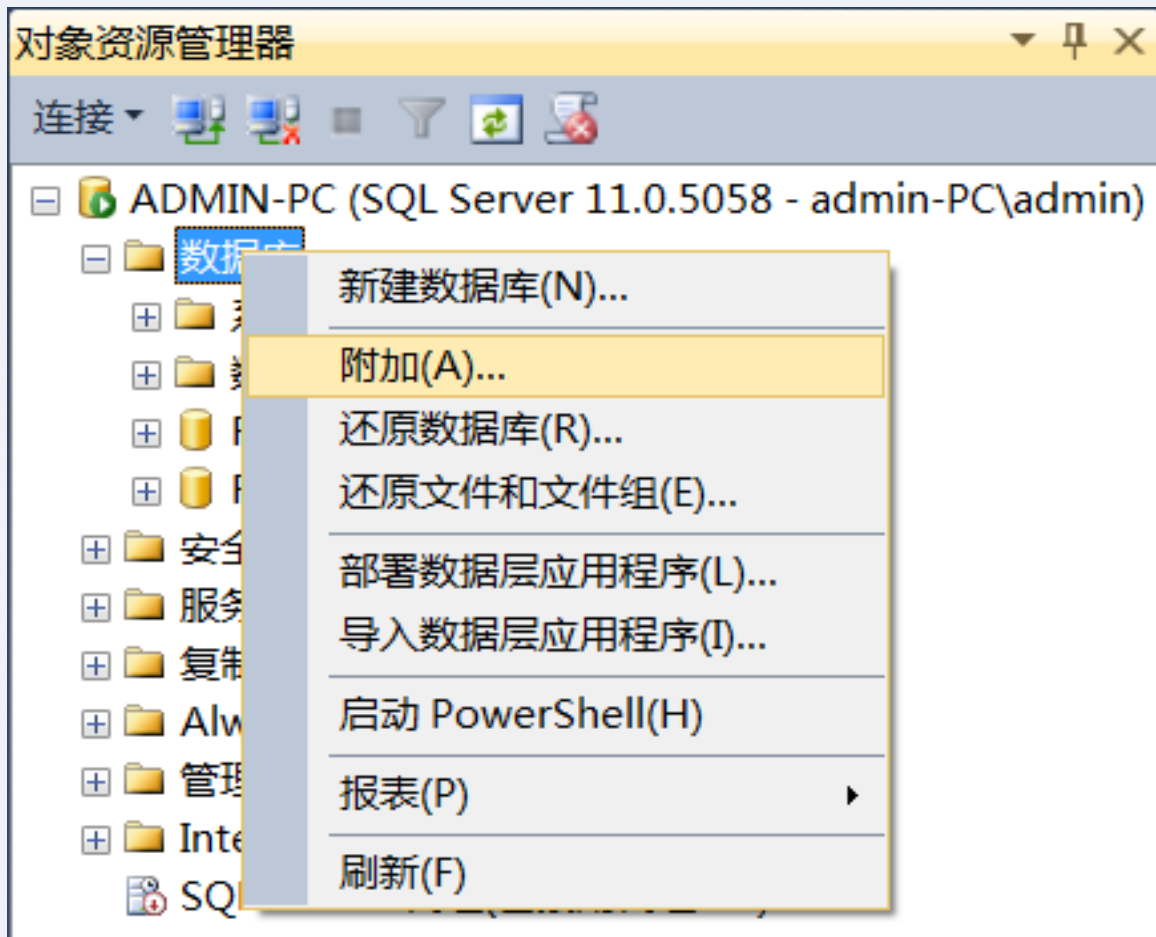 对象资源管理器
连接
ADMIN-PC (SQL Server 11.0.5058 - admin-PC\admin)
数据库
新建数据库(N)...
附加(A)...
还原数据库(R)...
还原文件和文件组(E)...
部署数据层应用程序(L)...
导入数据层应用程序(I)...
启动 PowerShell(H)
报表(P)
刷新(F)
安全
服务
复制
Alw
管理
Inte
SQL